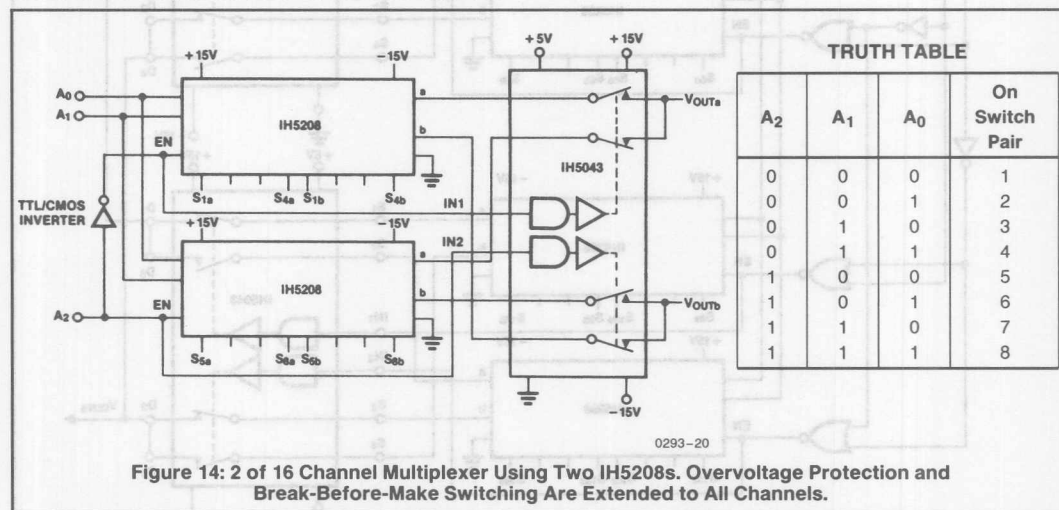 +5V
+15V
TRUTH TABLE
+15V
-15V
A0
A1
a
VOUTa
IH5208
b
EN
IH5043
S1a
S4a
S1b
S4b
IN1
TTL/CMOS
INVERTER
+15V
-15V
IN2
IH5208
a
b
VOUTb
EN
A2
S5a
S8a
S5b
S8b
-15V
0293-20
A2 A1 A0 On Switch Pair
0 0 0 1
0 0 1 2
0 1 0 3
0 1 1 4
1 0 0 5
1 0 1 6
1 1 0 7
1 1 1 8
Figure 14: 2 of 16 Channel Multiplexer Using Two IH5208s. Overvoltage Protection and
Break-Before-Make Switching Are Extended to All Channels.